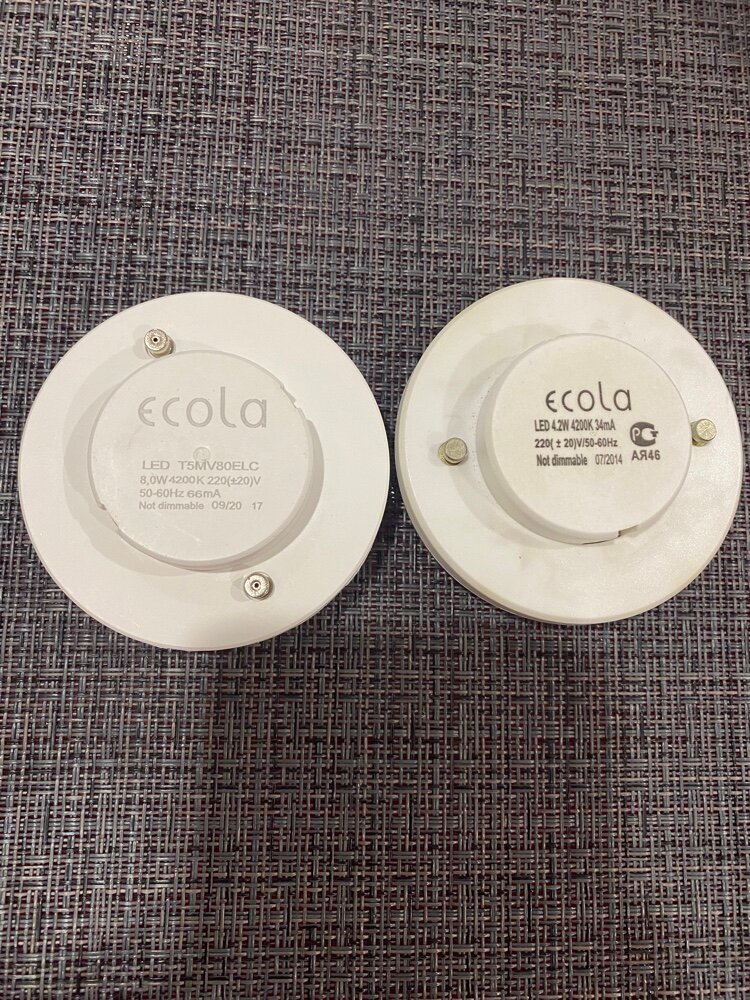 ecola
LED T5MV80ELC
8,0W 4200K 220(±20)V
50-60Hz 66mA
Not dimmable 09/20 17
ecola
LED 4.2W 4200K 34mA
220( ± 20)V/50-60Hz
Not dimmable 07/2014
РСТ
АЯ46